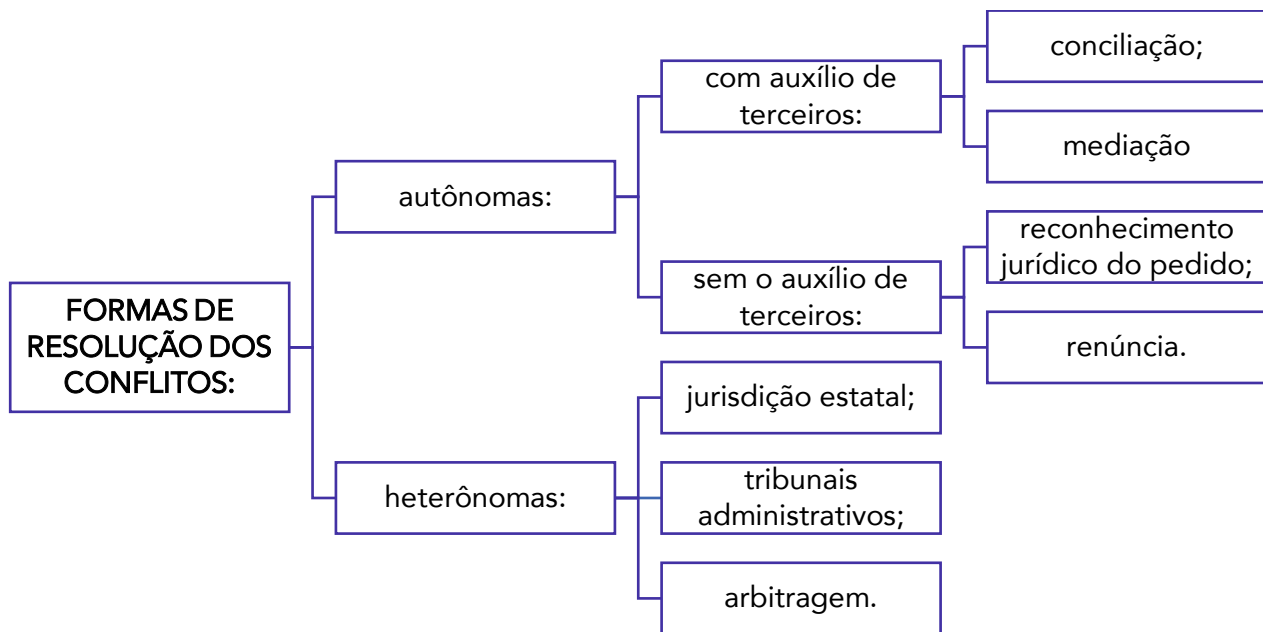 FORMAS DE
RESOLUÇÃO DOS
CONFLITOS:
autônomas:
com auxílio de
terceiros:
conciliação;
mediação
sem o auxílio de
terceiros:
reconhecimento
jurídico do pedido;
renúncia.
heterônomas:
jurisdição estatal;
tribunais
administrativos;
arbitragem.